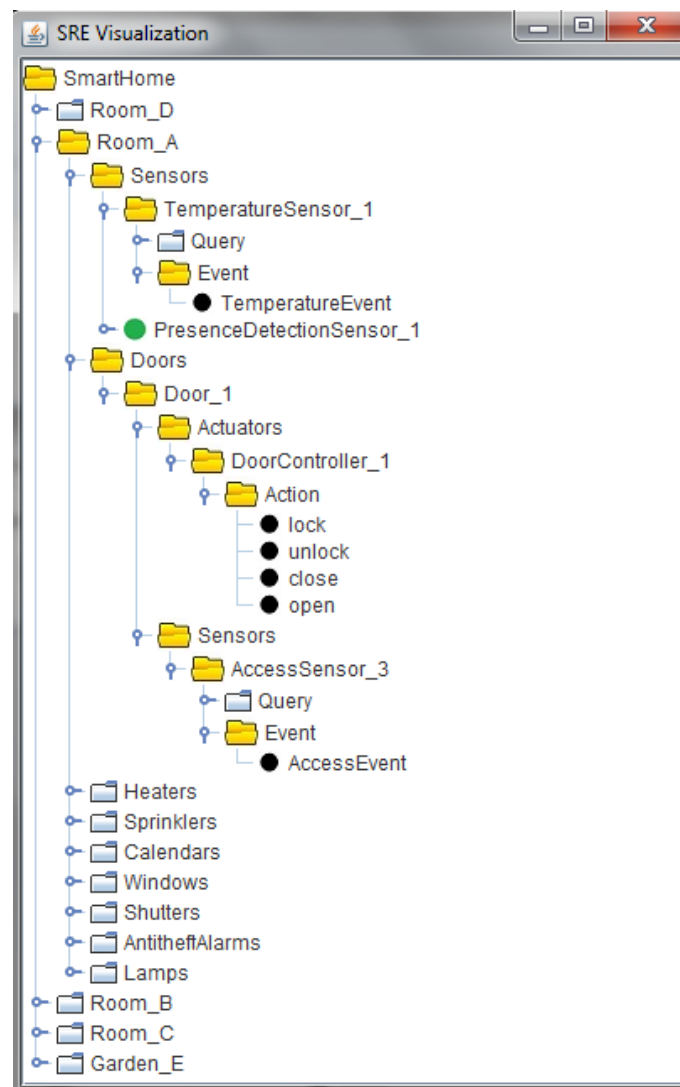 SRE Visualization
SmartHome
Room_D
Room_A
Sensors
TemperatureSensor_1
Query
Event
TemperatureEvent
PresenceDetectionSensor_1
Doors
Door_1
Actuators
DoorController_1
Action
lock
unlock
close
open
Sensors
AccessSensor_3
Query
Event
AccessEvent
Heaters
Sprinklers
Calendars
Windows
Shutters
AntitheftAlarms
Lamps
Room_B
Room_C
Garden_E